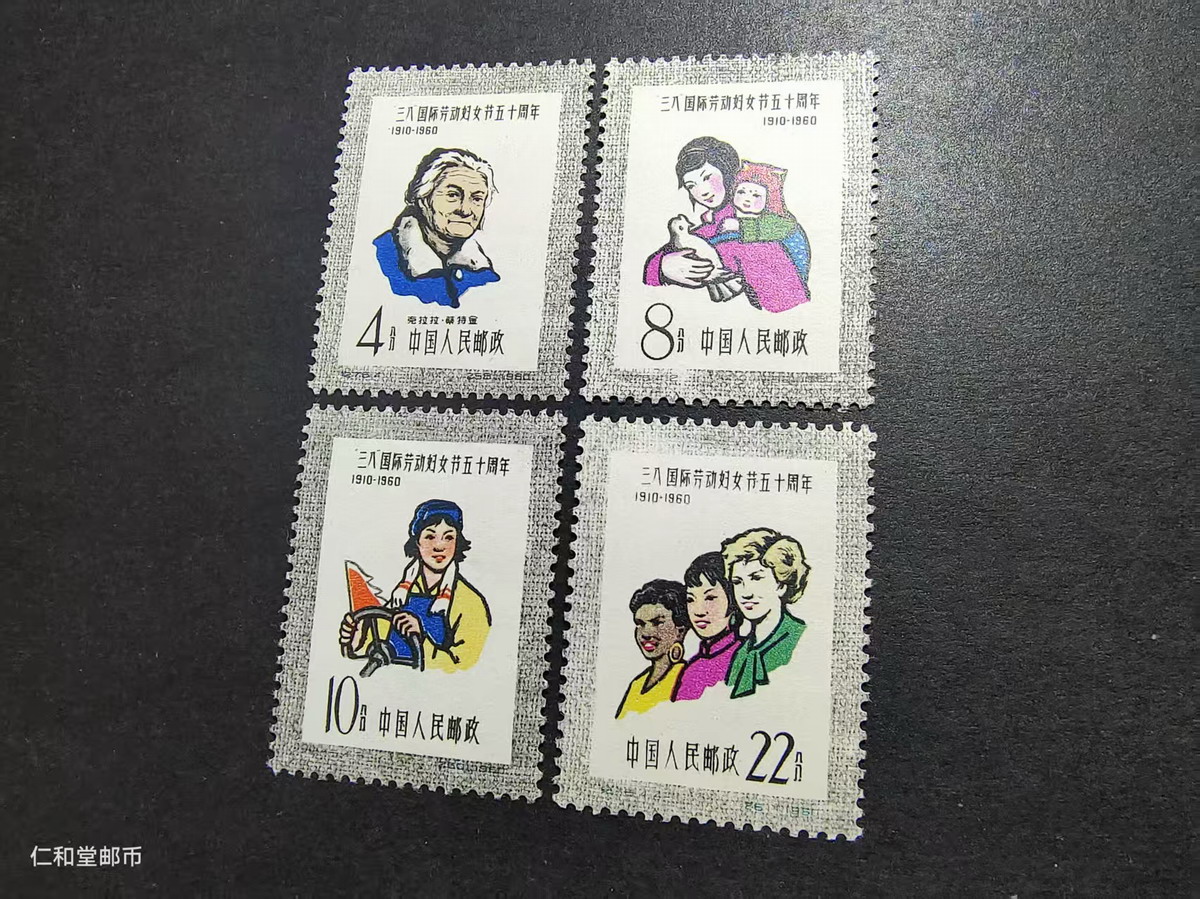 "三八"国际劳动妇女节五十周年
1910-1960
克拉拉·蔡特金
4分 中国人民邮政
"三八"国际劳动妇女节五十周年
1910-1960
8分 中国人民邮政
"三八"国际劳动妇女节五十周年
1910-1960
10分 中国人民邮政
"三八"国际劳动妇女节五十周年
1910-1960
中国人民邮政 22分
仁和堂邮币